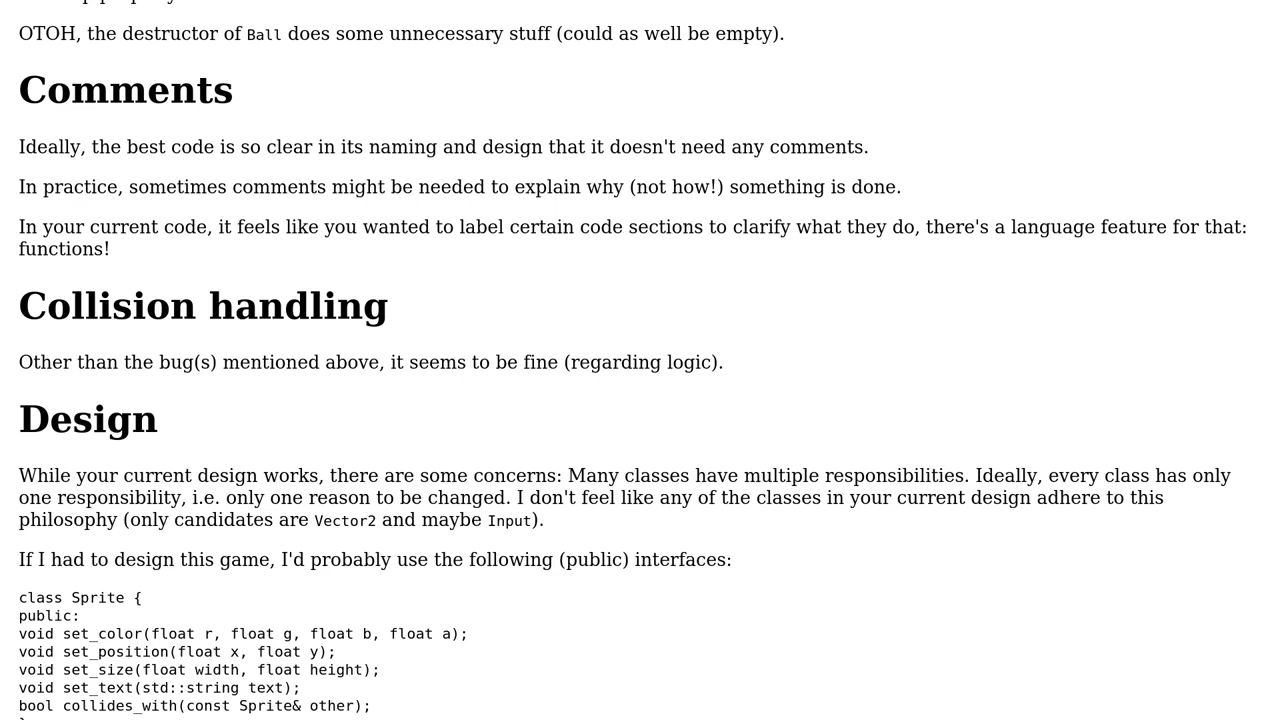 OTOH, the destructor of Ball does some unnecessary stuff (could as well be empty).
Comments
Ideally, the best code is so clear in its naming and design that it doesn't need any comments.
In practice, sometimes comments might be needed to explain why (not how!) something is done.
In your current code, it feels like you wanted to label certain code sections to clarify what they do, there's a language feature for that:
functions!
Collision handling
Other than the bug(s) mentioned above, it seems to be fine (regarding logic).
Design
While your current design works, there are some concerns: Many classes have multiple responsibilities. Ideally, every class has only
one responsibility, i.e. only one reason to be changed. I don't feel like any of the classes in your current design adhere to this
philosophy (only candidates are Vector2 and maybe Input).
If I had to design this game, I'd probably use the following (public) interfaces:
class Sprite {
public:
void set_color(float r, float g, float b, float a);
void set_position(float x, float y);
void set_size(float width, float height);
void set_text(std::string text);
bool collides_with(const Sprite& other);